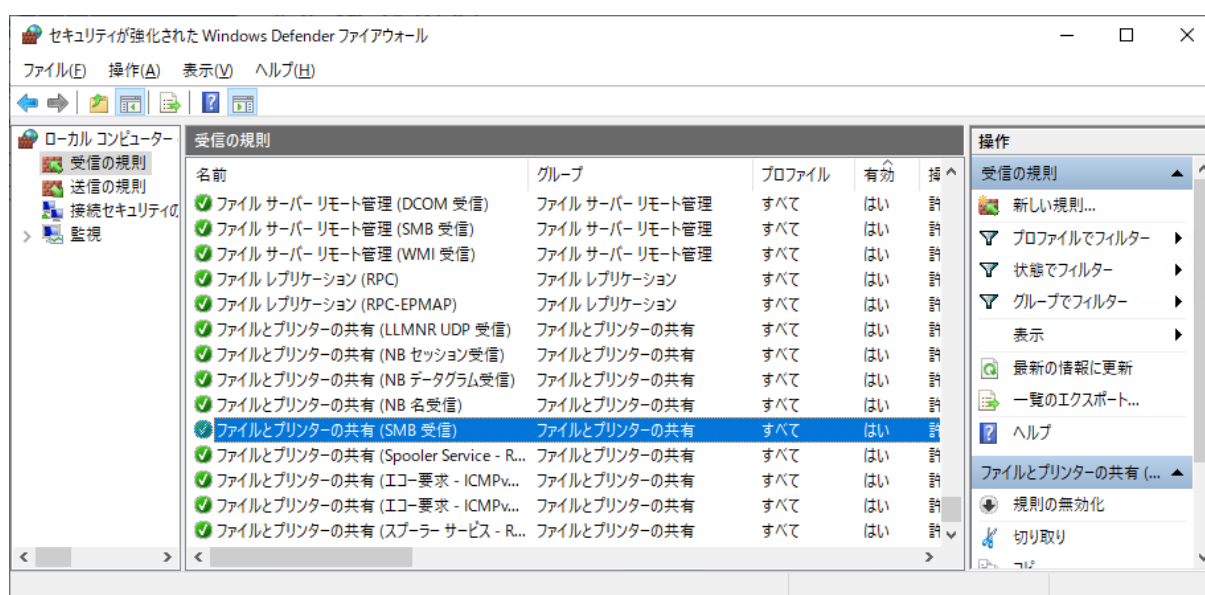 セキュリティが強化された Windows Defender ファイアウォール
ファイル(F) 操作(A) 表示(V) ヘルプ(H)
ローカル コンピューター
受信の規則
送信の規則
接続セキュリティの
監視
受信の規則
名前 グループ プロファイル 有効
ファイル サーバー リモート管理 (DCOM 受信) ファイル サーバー リモート管理 すべて はい
ファイル サーバー リモート管理 (SMB 受信) ファイル サーバー リモート管理 すべて はい
ファイル サーバー リモート管理 (WMI 受信) ファイル サーバー リモート管理 すべて はい
ファイル レプリケーション (RPC) ファイル レプリケーション すべて はい
ファイル レプリケーション (RPC-EPMAP) ファイル レプリケーション すべて はい
ファイルとプリンターの共有 (LLMNR UDP 受信) ファイルとプリンターの共有 すべて はい
ファイルとプリンターの共有 (NB セッション受信) ファイルとプリンターの共有 すべて はい
ファイルとプリンターの共有 (NB データグラム受信) ファイルとプリンターの共有 すべて はい
ファイルとプリンターの共有 (NB 名受信) ファイルとプリンターの共有 すべて はい
ファイルとプリンターの共有 (SMB 受信) ファイルとプリンターの共有 すべて はい
ファイルとプリンターの共有 (Spooler Service - R... ファイルとプリンターの共有 すべて はい
ファイルとプリンターの共有 (エコー要求 - ICMPv... ファイルとプリンターの共有 すべて はい
ファイルとプリンターの共有 (エコー要求 - ICMPv... ファイルとプリンターの共有 すべて はい
ファイルとプリンターの共有 (スプーラー サービス - R... ファイルとプリンターの共有 すべて はい
操作
受信の規則
新しい規則...
プロファイルでフィルター
状態でフィルター
グループでフィルター
表示
最新の情報に更新
一覧のエクスポート...
ヘルプ
ファイルとプリンターの共有 (...
規則の無効化
切り取り